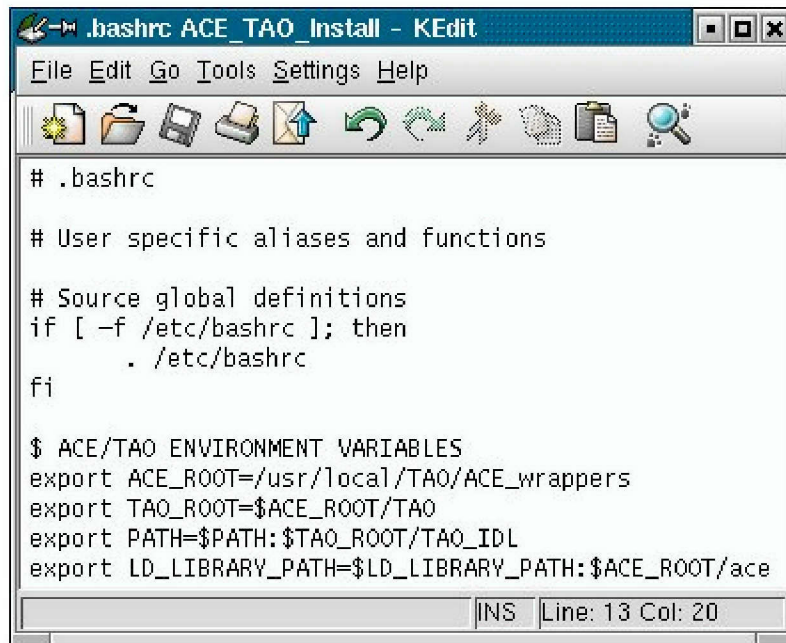 .bashrc ACE_TAO_Install - KEdit
File Edit Go Tools Settings Help
# .bashrc
# User specific aliases and functions
# Source global definitions
if [ -f /etc/bashrc ]; then
. /etc/bashrc
fi
$ ACE/TAO ENVIRONMENT VARIABLES
export ACE_ROOT=/usr/local/TAO/ACE_wrappers
export TAO_ROOT=$ACE_ROOT/TAO
export PATH=$PATH:$TAO_ROOT/TAO_IDL
export LD_LIBRARY_PATH=$LD_LIBRARY_PATH:$ACE_ROOT/ace
INS Line: 13 Col: 20